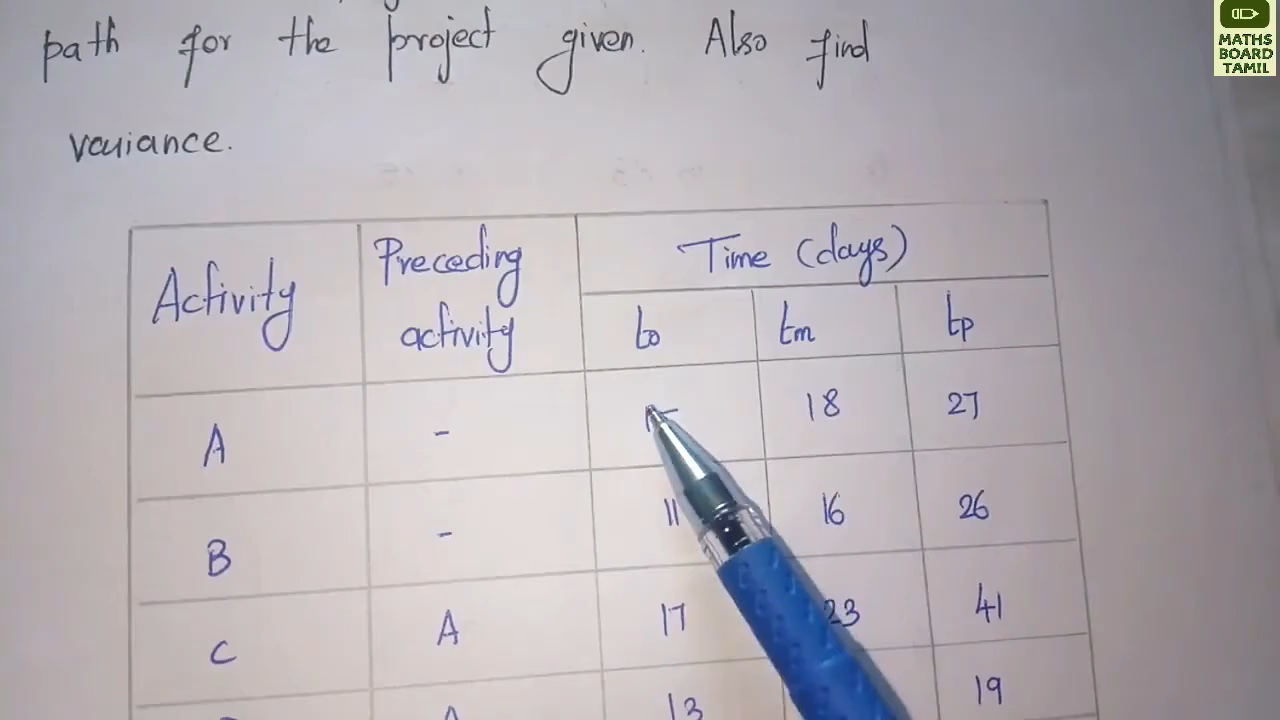 path for the project given. Also find
variance.
MATHS
BOARD
TAMIL
Activity Preceding activity Time (days)
to tm tp
A - 18 27
B - 11 16 26
C A 17 23 41
A 13 19